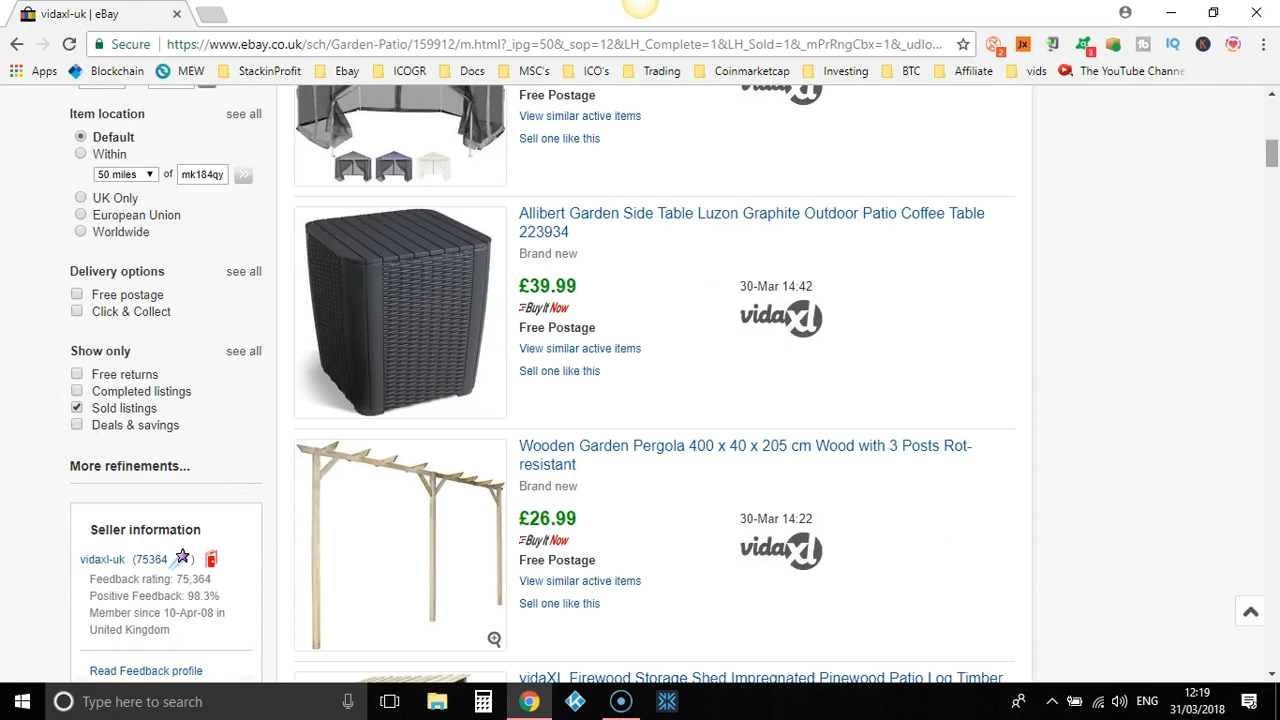 vidaxl-uk | eBay
Secure https://www.ebay.co.uk/sch/Garden-Patio/159912/m.html?_ipg=50&_sop=12&LH_Complete=1&LH_Sold=1&_mPrRngCbx=1&_udlo...
Apps Blockchain MEW StackinProfit Ebay ICOGR Docs MSC's ICO's Trading Coinmarketcap Investing BTC Affiliate vids The YouTube Channe
Item location see all
Default
Within
50 miles of mk184qy
UK Only
European Union
Worldwide
Delivery options see all
Free postage
Click & Collect
Show only see all
Free returns
Completed listings
Sold listings
Deals & savings
More refinements...
Seller information
vidaxl-uk (75364 )
Feedback rating: 75,364
Positive Feedback: 98.3%
Member since 10-Apr-08 in
United Kingdom
Read Feedback profile
Free Postage
View similar active items
Sell one like this
Allibert Garden Side Table Luzon Graphite Outdoor Patio Coffee Table
223934
Brand new
£39.99 30-Mar 14:42
Buy It Now vidaxl
Free Postage
View similar active items
Sell one like this
Wooden Garden Pergola 400 x 40 x 205 cm Wood with 3 Posts Rot-
resistant
Brand new
£26.99 30-Mar 14:22
Buy It Now vidaxl
Free Postage
View similar active items
Sell one like this
vidaXL Firewood Storage Shed Impregnated Pinewood Patio Log Timber
Type here to search
ENG
12:19
31/03/2018